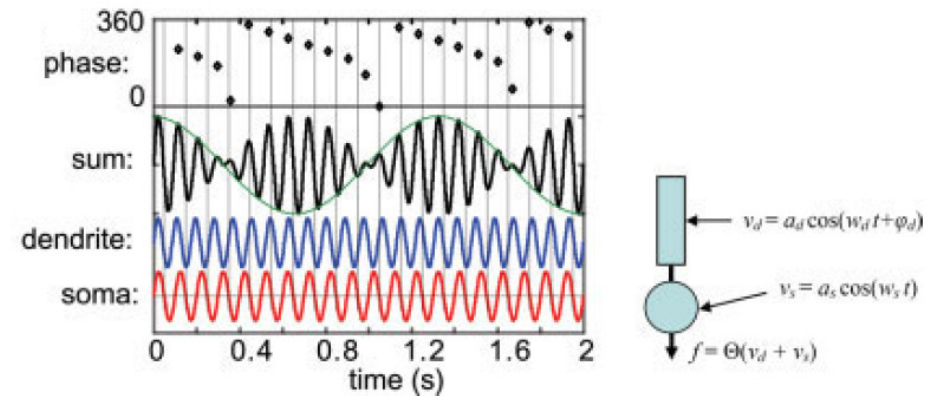 360
phase:
0
sum:
dendrite:
soma:
0 0.4 0.8 1.2 1.6 2
time (s)
v_d = a_d cos(w_d t+φ_d)
v_s = a_s cos(w_s t)
f = Θ(v_d + v_s)